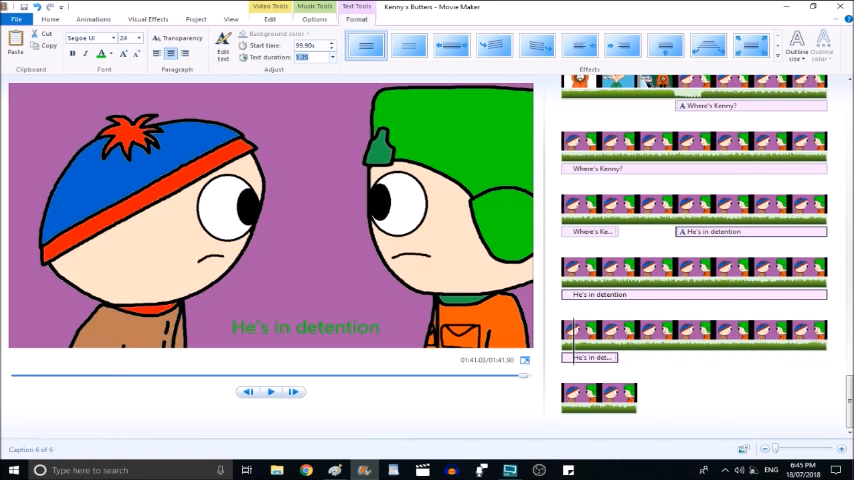 Kenny x Butters - Movie Maker
Video Tools
Music Tools
Text Tools
File
Home
Animations
Visual Effects
Project
View
Edit
Options
Format
Paste
Cut
Copy
Clipboard
Segoe UI
24
Font
Transparency
Paragraph
Edit
text
Background color
Start time: 99.90s
Text duration: 1.25
Adjust
Effects
Outline
size
Outline
color
A Where's Kenny?
Where's Kenny?
Where's Ke...
A He's in detention
He's in detention
He's in det...
He's in detention
01:41.03/01:41.90
Caption 6 of 6
Type here to search
ENG
6:45 PM
18/07/2018